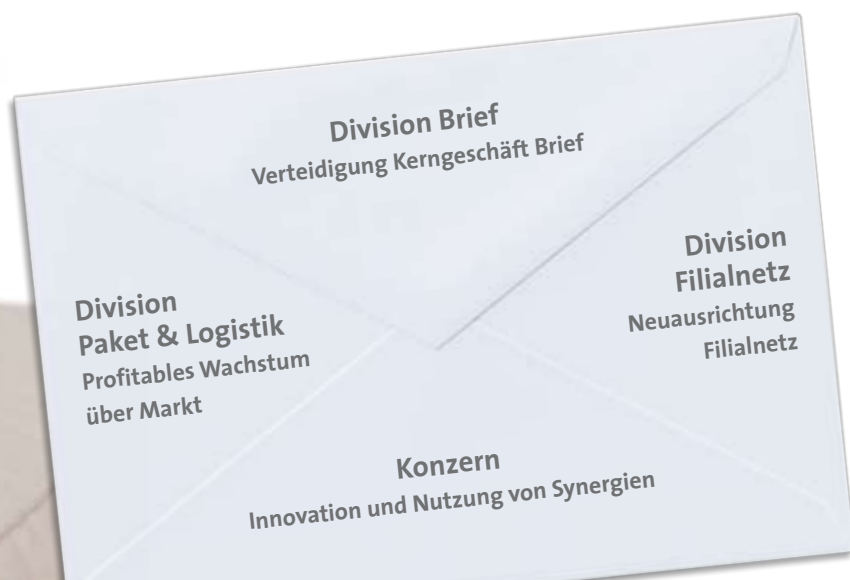 Division Brief
Verteidigung Kerngeschäft Brief
Division
Paket & Logistik
Profitables Wachstum
über Markt
Division
Filialnetz
Neuausrichtung
Filialnetz
Konzern
Innovation und Nutzung von Synergien